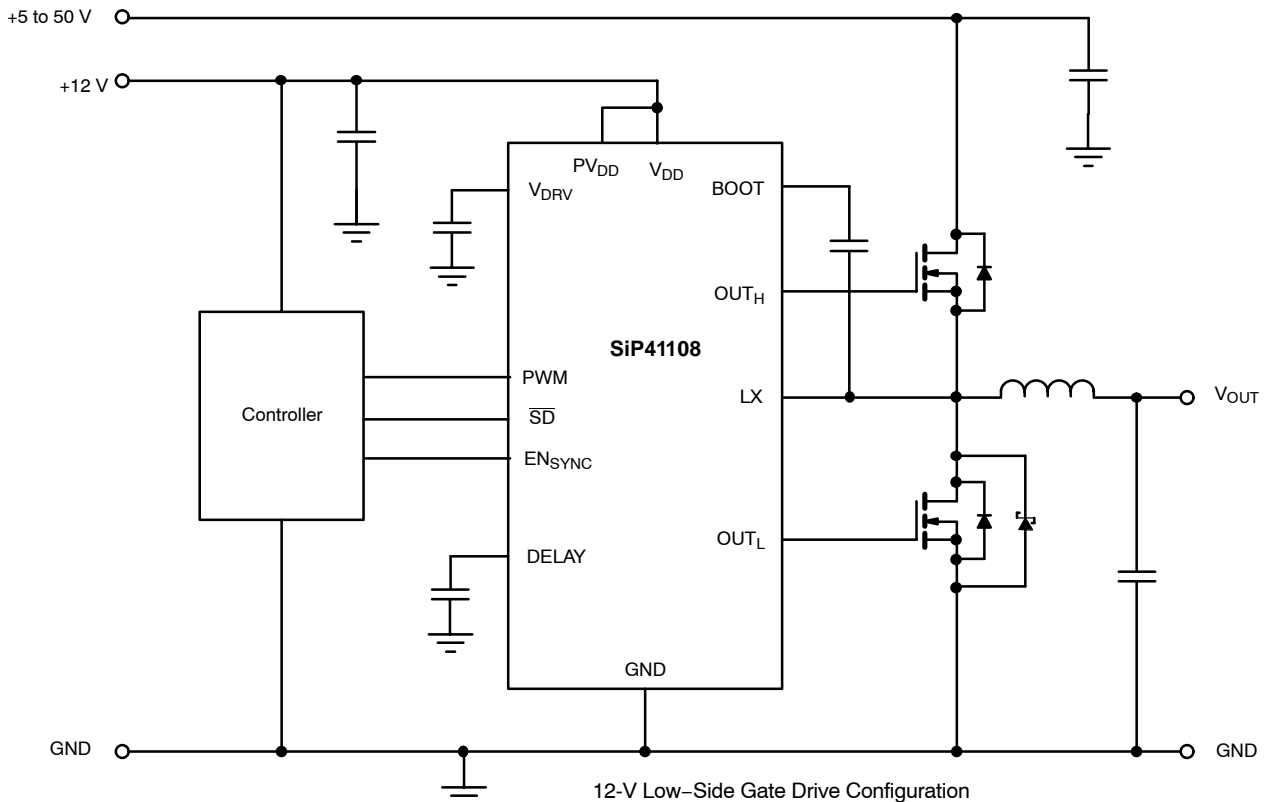 +5 to 50 V
+12 V
PVDD
VDD
VDRV
BOOT
OUTH
SiP41108
PWM
LX
VOUT
Controller
SD
ENSYNC
OUTL
DELAY
GND
GND
GND
12-V Low−Side Gate Drive Configuration